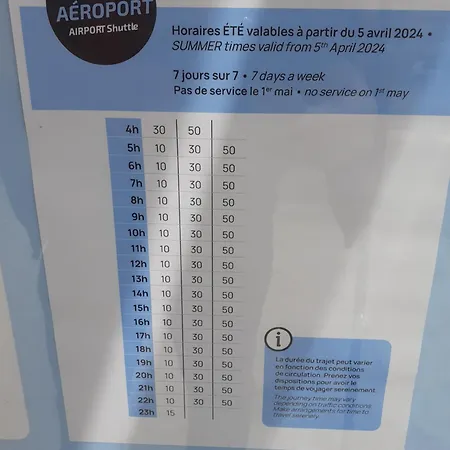 AÉROPORT
AIRPORT Shuttle
Horaires ÉTÉ valables à partir du 5 avril 2024 •
SUMMER times valid from 5th April 2024
7 jours sur 7 • 7 days a week
Pas de service le 1er mai • no service on 1st may
4h 30 50
5h 10 30 50
6h 10 30 50
7h 10 30 50
8h 10 30 50
9h 10 30 50
10h 10 30 50
11h 10 30 50
12h 10 30 50
13h 10 30 50
14h 10 30 50
15h 10 30 50
16h 10 30 50
17h 10 30 50
18h 10 30 50
19h 10 30 50
20h 10 30 50
21h 10 30 50
22h 10 30 50
23h 15
i
La durée du trajet peut varier
en fonction des conditions
de circulation. Prenez vos
dispositions pour avoir le
temps de voyager sereinement.
The journey time may vary
depending on traffic conditions.
Make arrangements for time to
travel serenely.